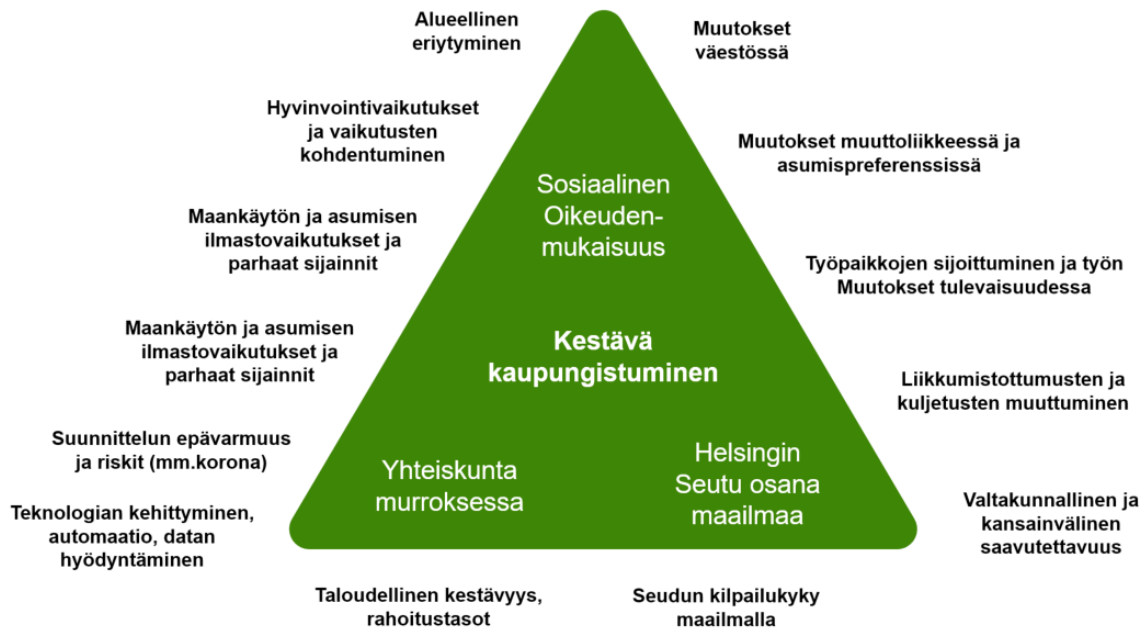 Alueellinen
eriytyminen
Muutokset
väestössä
Hyvinvointivaikutukset
ja vaikutusten
kohdentuminen
Muutokset muuttoliikkeessä ja
asumispreferenssissä
Sosiaalinen
Oikeuden-
mukaisuus
Maankäytön ja asumisen
ilmastovaikutukset ja
parhaat sijainnit
Työpaikkojen sijoittuminen ja työn
Muutokset tulevaisuudessa
Maankäytön ja asumisen
ilmastovaikutukset ja
parhaat sijainnit
Kestävä
kaupungistuminen
Liikkumistottumusten ja
kuljetusten muuttuminen
Suunnittelun epävarmuus
ja riskit (mm.korona)
Yhteiskunta
murroksessa
Helsingin
Seutu osana
maailmaa
Teknologian kehittyminen,
automaatio, datan
hyödyntäminen
Valtakunnallinen ja
kansainvälinen
saavutettavuus
Taloudellinen kestävyys,
rahoitustasot
Seudun kilpailukyky
maailmalla